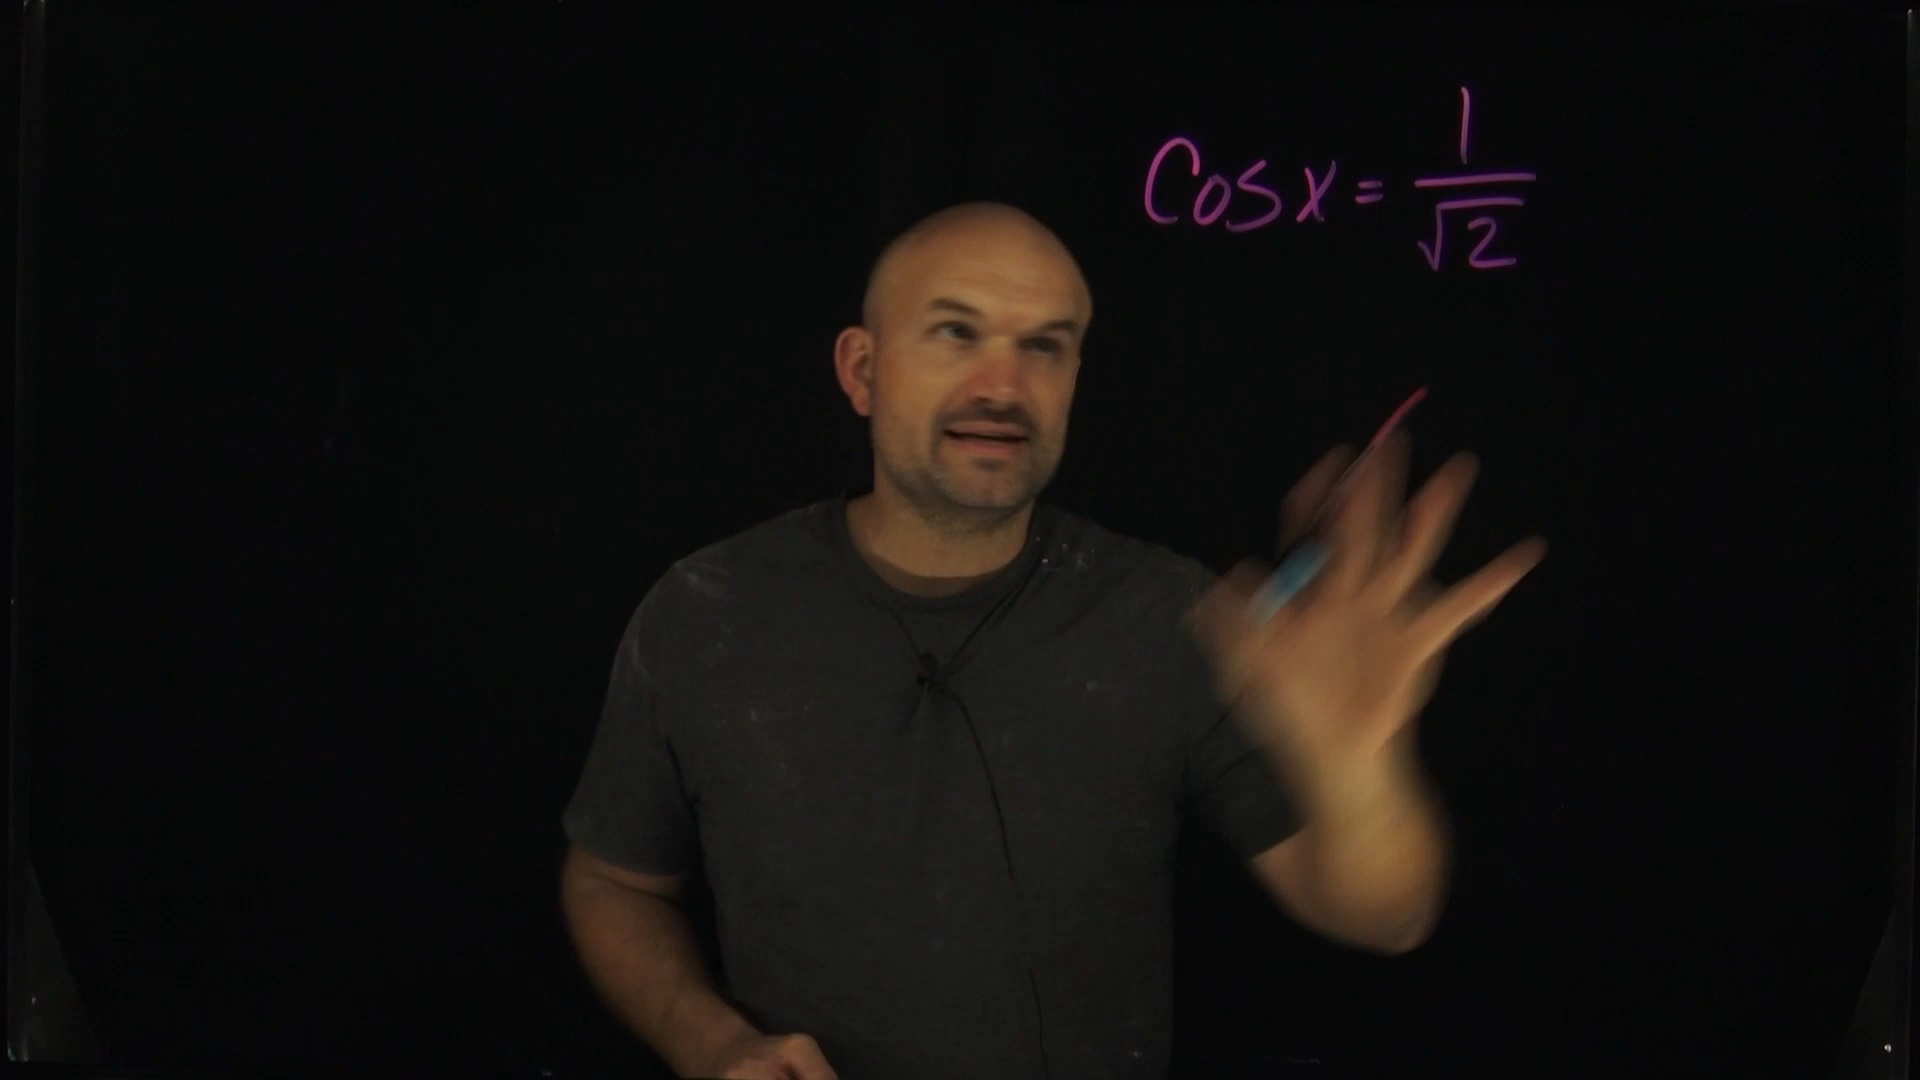 Cos x = 1/√2